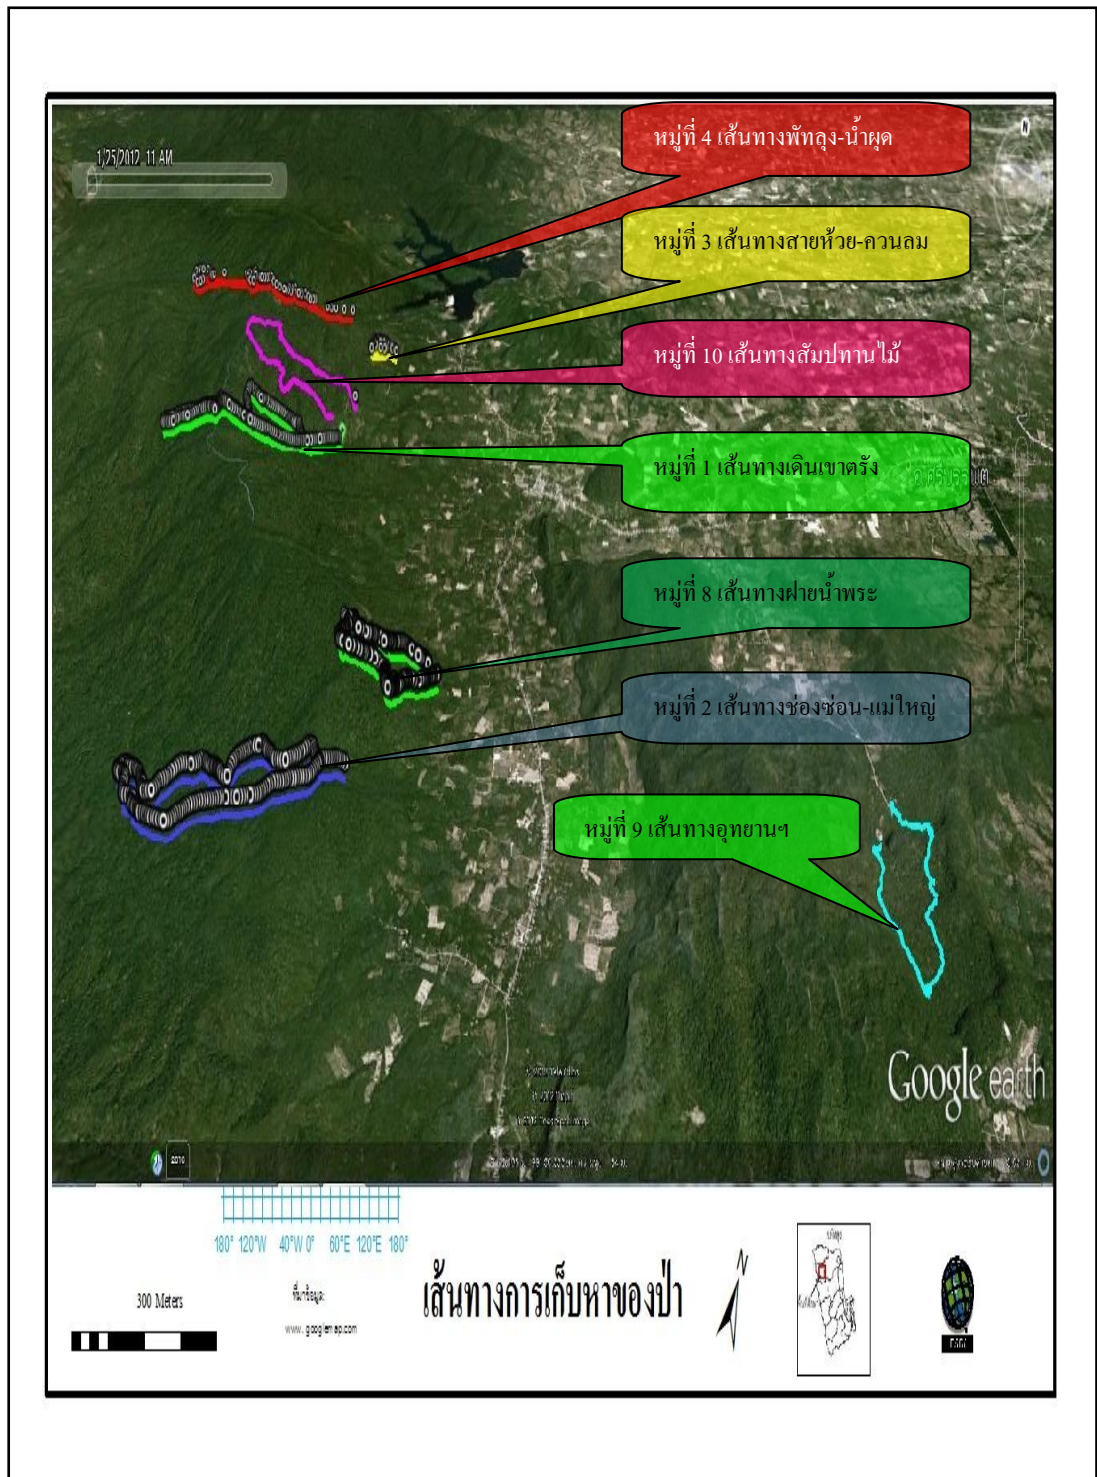 1/25/2012 11 AM
N
หมู่ที่ 4 เส้นทางพัทลุง-น้ำผุด
หมู่ที่ 3 เส้นทางสายห้วย-ควนลม
หมู่ที่ 10 เส้นทางสัมปทานไม้
หมู่ที่ 1 เส้นทางเดินเขาตรัง
หมู่ที่ 8 เส้นทางฝายน้ำพระ
หมู่ที่ 2 เส้นทางช่องซ่อน-แม่ใหญ่
หมู่ที่ 9 เส้นทางอุทยานฯ
Google earth
2010
180° 120°W 40°W 0° 60°E 120°E 180°
300 Meters
ที่มาข้อมูล:
www.googlemap.com
เส้นทางการเก็บหาของป่า
N